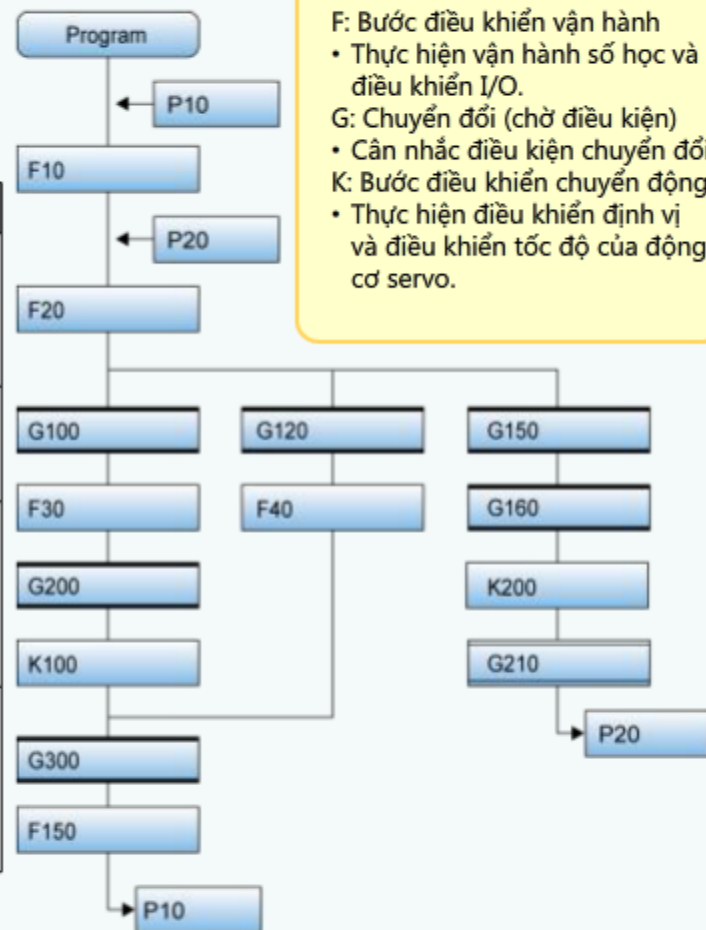 Program
P10
F10
P20
F20
F: Bước điều khiển vận hành
• Thực hiện vận hành số học và
điều khiển I/O.
G: Chuyển đổi (chờ điều kiện)
• Cân nhắc điều kiện chuyển đổi
K: Bước điều khiển chuyển động
• Thực hiện điều khiển định vị
và điều khiển tốc độ của động
cơ servo.
G100
G120
G150
F30
F40
G160
G200
K200
K100
G210
G300
P20
F150
P10